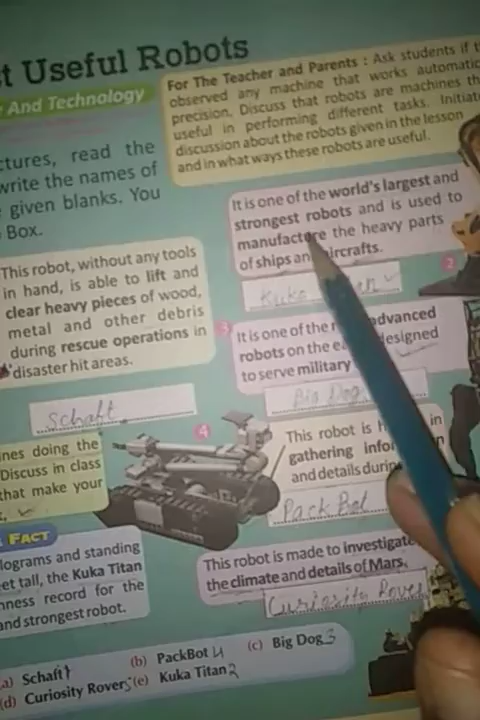 t Useful Robots
And Technology
For The Teacher and Parents : Ask students if t
observed any machine that works automatic
precision. Discuss that robots are machines th
useful in performing different tasks. Initiat
discussion about the robots given in the lesson
and in what ways these robots are useful.
ctures, read the
write the names of
given blanks. You
Box.
It is one of the world's largest and
strongest robots and is used to
manufacture the heavy parts
of ships an aircrafts.
Kuka
2
This robot, without any tools
in hand, is able to lift and
clear heavy pieces of wood,
metal and other debris
during rescue operations in
disaster hit areas.
Schaft
3
It is one of the advanced
robots on the designed
to serve military
Big Dog
4
This robot is in
gathering info
and details durin
Pack Bot
nes doing the
Discuss in class
that make your
FACT
lograms and standing
et tall, the Kuka Titan
ness record for the
and strongest robot.
This robot is made to investigate
the climate and details of Mars.
Curiosity Rover
a) Schaft 1 (b) PackBot 4 (c) Big Dog 3
(d) Curiosity Rover 5 (e) Kuka Titan 2